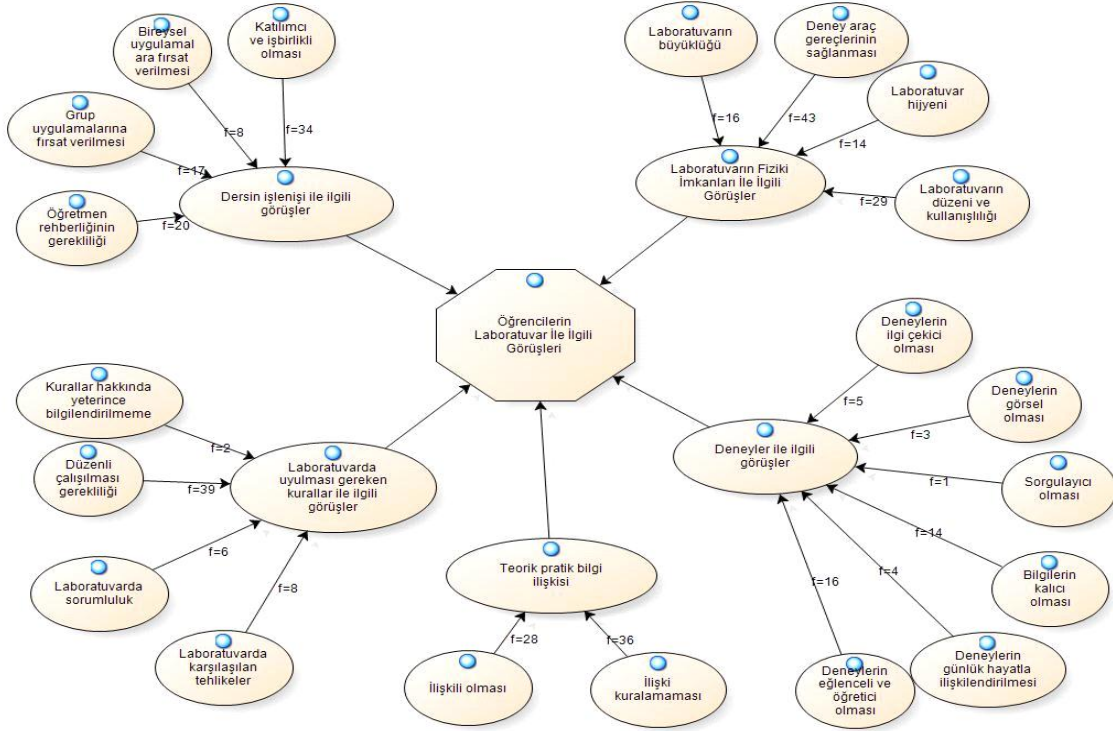 Bireysel
uygulamal
ara fırsat
verilmesi
Katılımcı
ve işbirlikli
olması
Grup
uygulamalarına
fırsat verilmesi
Öğretmen
rehberliğinin
gerekliliği
f=8
f=34
f=17
f=20
Dersin işlenişi ile ilgili
görüşler
Laboratuvarın
büyüklüğü
Deney araç
gereçlerinin
sağlanması
Laboratuvar
hijyeni
Laboratuvarın
düzeni ve
kullanışlılığı
f=16
f=43
f=14
f=29
Laboratuvarın Fiziki
İmkanları İle İlgili
Görüşler
Öğrencilerin
Laboratuvar İle İlgili
Görüşleri
Kurallar hakkında
yeterince
bilgilendirilmeme
Düzenli
çalışılması
gerekliliği
Laboratuvarda
sorumluluk
Laboratuvarda
karşılaşılan
tehlikeler
f=2
f=39
f=6
f=8
Laboratuvarda
uyulması gereken
kurallar ile ilgili
görüşler
Teorik pratik bilgi
ilişkisi
f=28
f=36
İlişkili olması
İlişki
kuralamaması
Deneyler ile ilgili
görüşler
Deneylerin
ilgi çekici
olması
Deneylerin
görsel
olması
Sorgulayıcı
olması
Bilgilerin
kalıcı
olması
Deneylerin
günlük hayatla
ilişkilendirilmesi
Deneylerin
eğlenceli ve
öğretici
olması
f=5
f=3
f=1
f=14
f=4
f=16